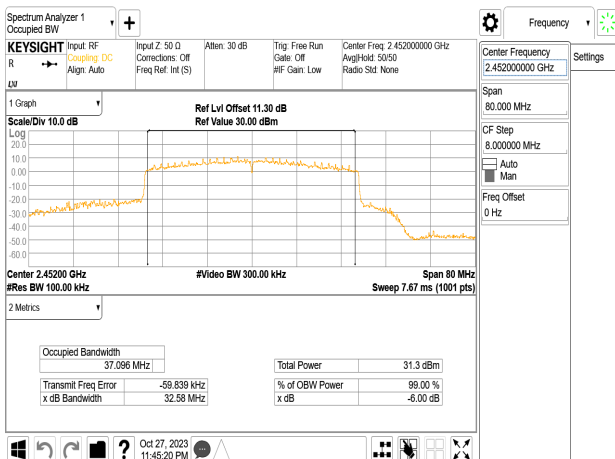 Spectrum Analyzer 1
Occupied BW
KEYSIGHT
R
LXI
Input: RF
Coupling: DC
Align: Auto
Input Z: 50 Ω
Corrections: Off
Freq Ref: Int (S)
Atten: 30 dB
Trig: Free Run
Gate: Off
#IF Gain: Low
Center Freq: 2.452000000 GHz
Avg|Hold: 50/50
Radio Std: None
1 Graph
Scale/Div 10.0 dB
Ref Lvl Offset 11.30 dB
Ref Value 30.00 dBm
Log
20.0
10.0
0.00
-10.0
-20.0
-30.0
-40.0
-50.0
-60.0
Center 2.45200 GHz
#Res BW 100.00 kHz
#Video BW 300.00 kHz
Span 80 MHz
Sweep 7.67 ms (1001 pts)
2 Metrics
Occupied Bandwidth
37.096 MHz
Transmit Freq Error -59.839 kHz
x dB Bandwidth 32.58 MHz
Total Power 31.3 dBm
% of OBW Power 99.00 %
x dB -6.00 dB
Oct 27, 2023
11:45:20 PM
Frequency
Center Frequency
2.452000000 GHz
Span
80.000 MHz
CF Step
8.000000 MHz
Auto
Man
Freq Offset
0 Hz
Settings